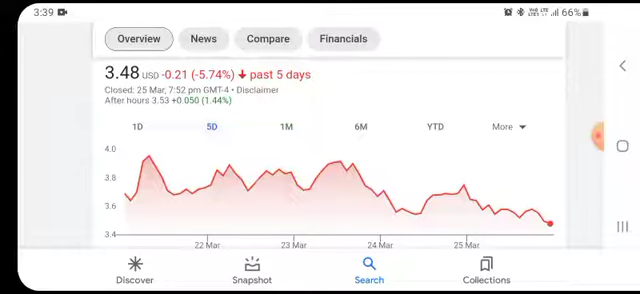 3:39 66%
Overview News Compare Financials
3.48 USD -0.21 (-5.74%) past 5 days
Closed: 25 Mar, 7:52 pm GMT-4 • Disclaimer
After hours 3.53 +0.050 (1.44%)
1D 5D 1M 6M YTD More
4.0
3.8
3.6
3.4
22 Mar 23 Mar 24 Mar 25 Mar
Discover Snapshot Search Collections